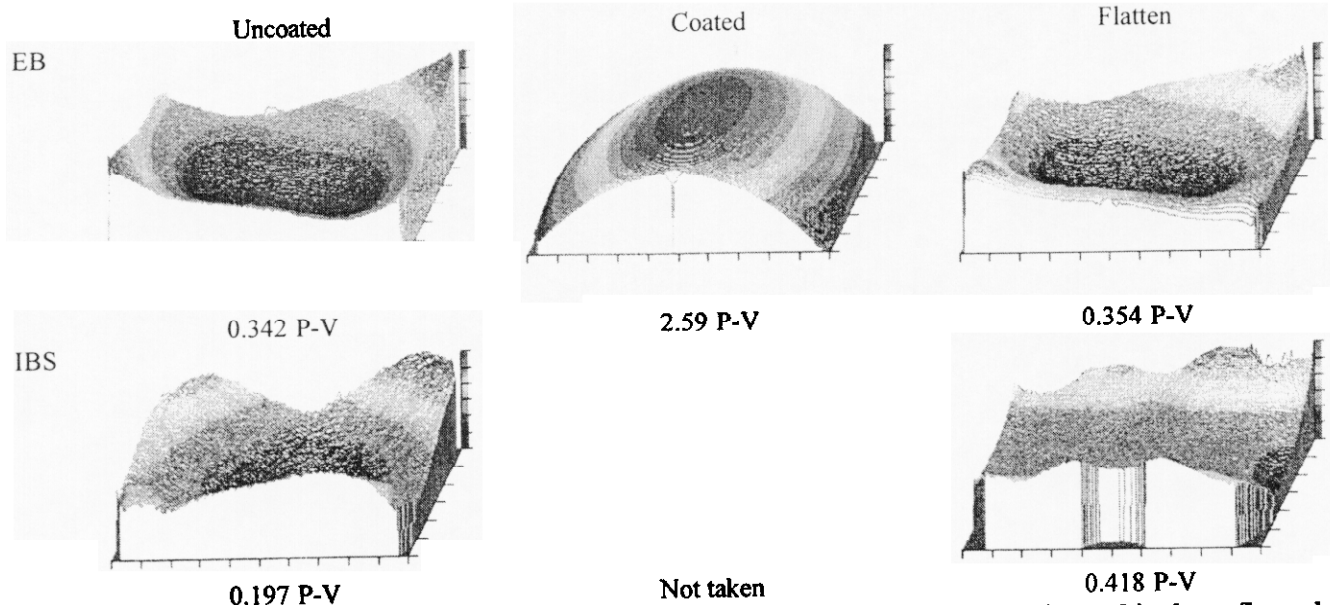 Uncoated
Coated
Flatten
EB
0.342 P-V
2.59 P-V
0.354 P-V
IBS
0.197 P-V
Not taken
0.418 P-V